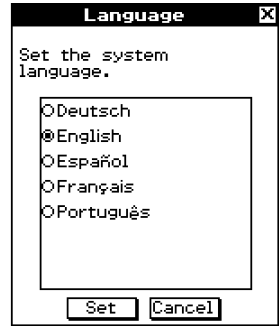 Language X
Set the system
language.
Deutsch
English
Español
Français
Português
Set Cancel